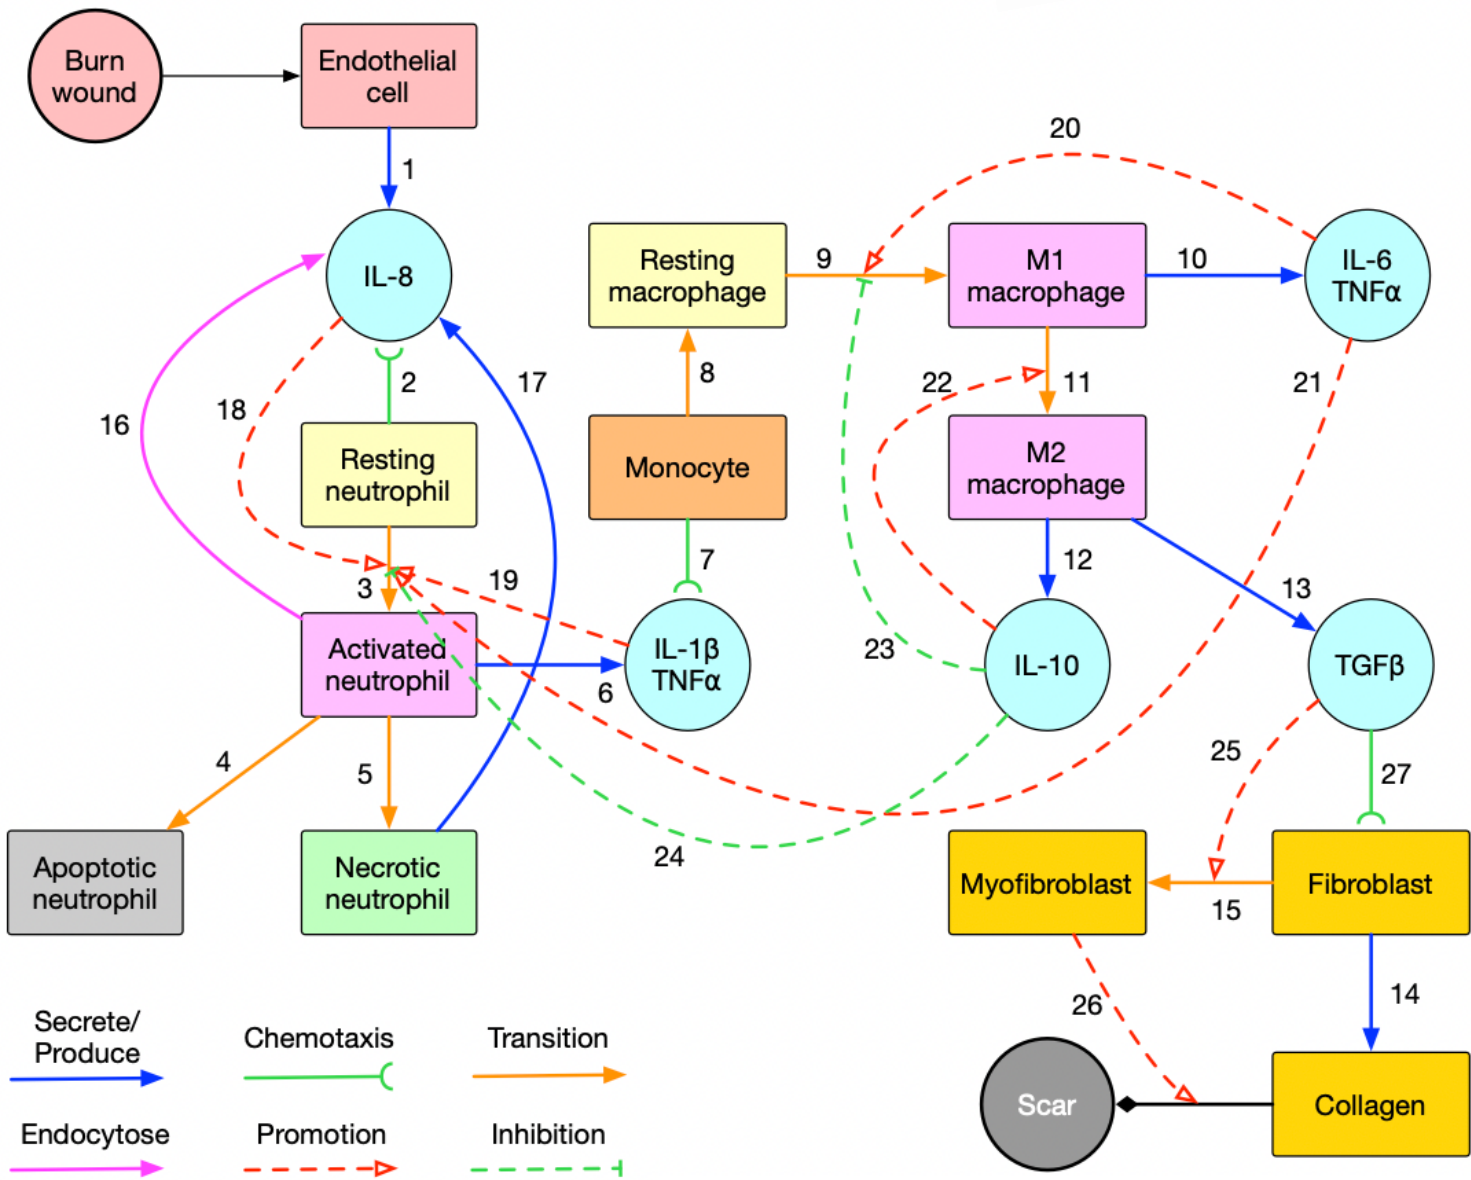 Burn
wound
Endothelial
cell
1
IL-8
2
16
17
18
Resting
neutrophil
3
19
Activated
neutrophil
6
4
5
Apoptotic
neutrophil
Necrotic
neutrophil
Resting
macrophage
9
8
Monocyte
7
IL-1β
TNFα
20
M1
macrophage
10
IL-6
TNFα
22
11
21
M2
macrophage
12
13
23
IL-10
TGFβ
24
25
27
Myofibroblast
15
Fibroblast
26
14
Scar
Collagen
Secrete/
Produce
Chemotaxis
Transition
Endocytose
Promotion
Inhibition